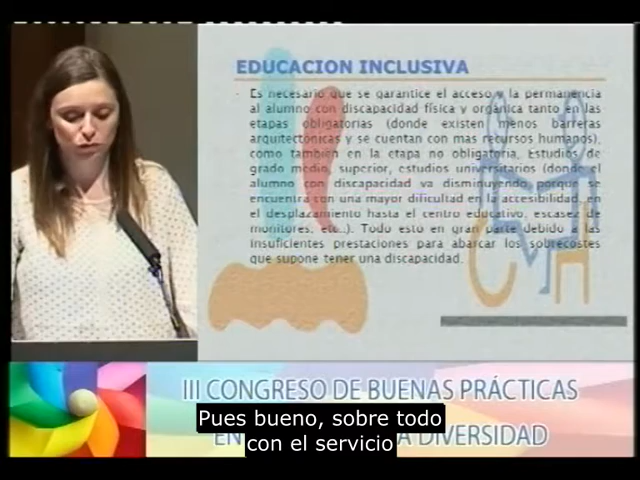 EDUCACION INCLUSIVA
Es necesario que se garantice el acceso y la permanencia
al alumno con discapacidad física y orgánica tanto en las
etapas obligatorias (donde existen menos barreras
arquitectónicas y se cuentan con mas recursos humanos),
como también en la etapa no obligatoria, Estudios de
grado medio, superior, estudios universitarios (donde el
alumno con discapacidad va disminuyendo porque se
encuentra con una mayor dificultad en la accesibilidad, en
el desplazamiento hasta el centro educativo, escasez de
monitores, etc..). Todo esto en gran parte debido a las
insuficientes prestaciones para abarcar los sobrecostes
que supone tener una discapacidad.
III CONGRESO DE BUENAS PRÁCTICAS
Pues bueno, sobre todo
EN A DIVERSIDAD
con el servicio